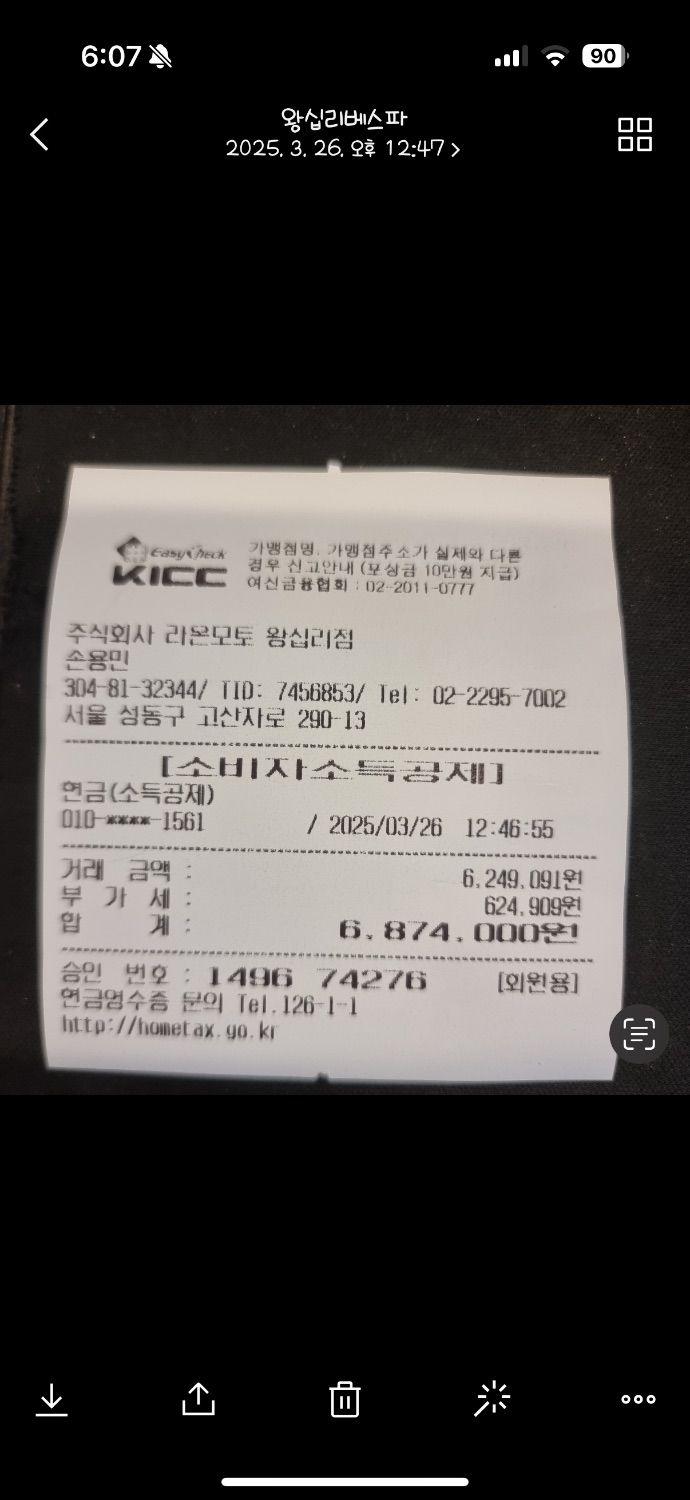 6:07
90
왕십리베스파
2025. 3. 26. 오후 12:47
EasyCheck
KICC
가맹점명, 가맹점주소가 실제와 다른
경우 신고안내 (포상금 10만원 지급)
여신금융협회 : 02-2011-0777
주식회사 라온모토 왕십리점
손용민
304-81-32344/ TID: 7456853/ Tel: 02-2295-7002
서울 성동구 고산자로 290-13
[소비자소득공제]
현금(소득공제)
010-****-1561 / 2025/03/26 12:46:55
거래 금액 : 6,249,091원
부 가 세 : 624,909원
합 계 : 6,874,000원
승인 번호 : 1496 74276 [회원용]
현금영수증 문의 Tel.126-1-1
http://hometax.go.kr